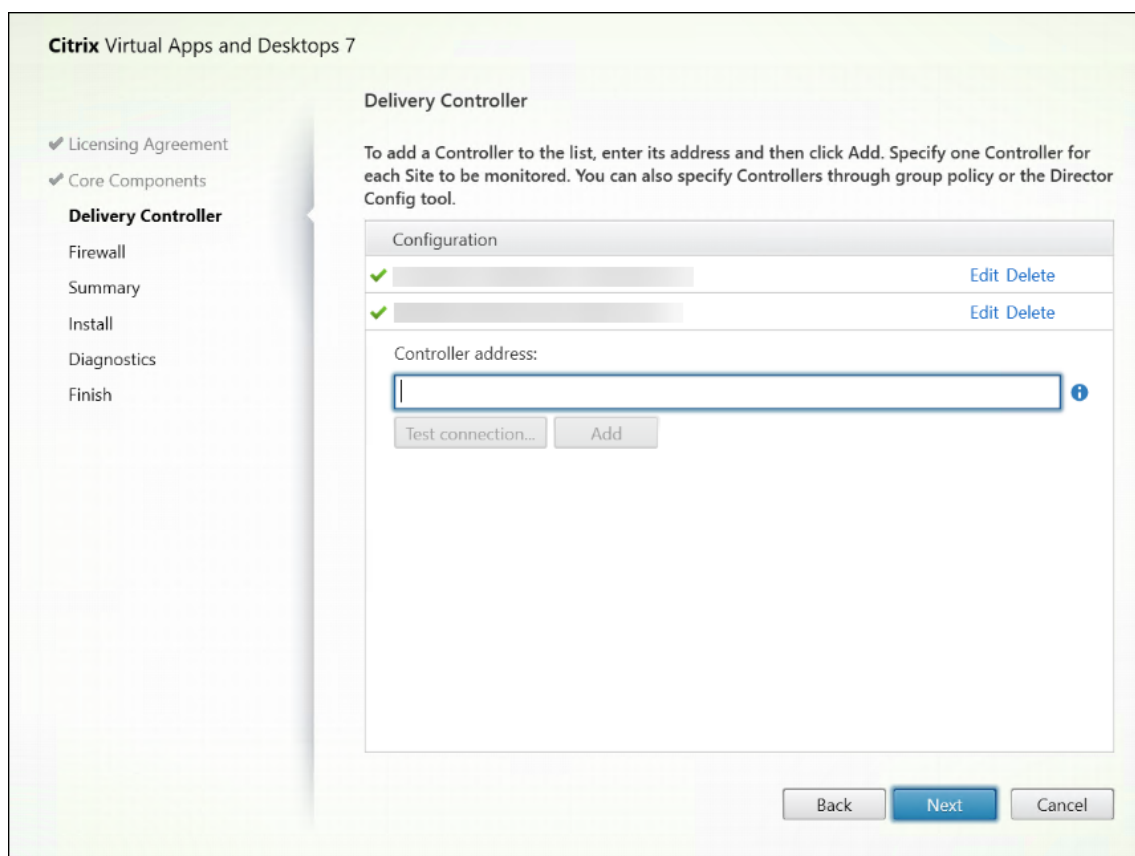 Citrix Virtual Apps and Desktops 7
Licensing Agreement
Core Components
Delivery Controller
Firewall
Summary
Install
Diagnostics
Finish
Delivery Controller
To add a Controller to the list, enter its address and then click Add. Specify one Controller for
each Site to be monitored. You can also specify Controllers through group policy or the Director
Config tool.
Configuration
Edit Delete
Edit Delete
Controller address:
Test connection... Add
Back Next Cancel